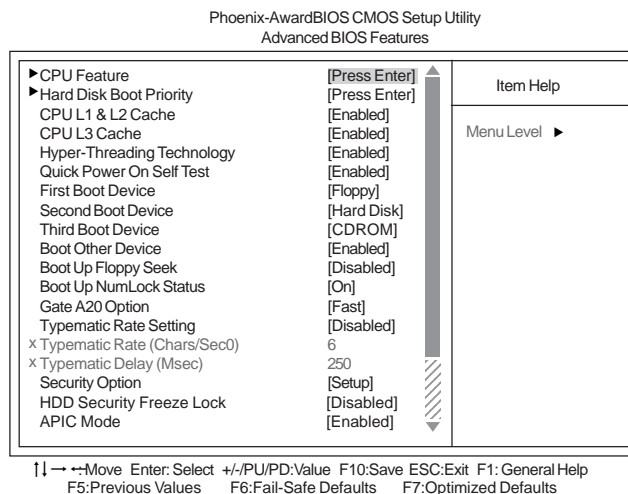 Phoenix-AwardBIOS CMOS Setup Utility
Advanced BIOS Features
►CPU Feature [Press Enter]
►Hard Disk Boot Priority [Press Enter]
CPU L1 & L2 Cache [Enabled]
CPU L3 Cache [Enabled]
Hyper-Threading Technology [Enabled]
Quick Power On Self Test [Enabled]
First Boot Device [Floppy]
Second Boot Device [Hard Disk]
Third Boot Device [CDROM]
Boot Other Device [Enabled]
Boot Up Floppy Seek [Disabled]
Boot Up NumLock Status [On]
Gate A20 Option [Fast]
Typematic Rate Setting [Disabled]
x Typematic Rate (Chars/Sec0) 6
x Typematic Delay (Msec) 250
Security Option [Setup]
HDD Security Freeze Lock [Disabled]
APIC Mode [Enabled]
Item Help
Menu Level ►
↑↓→←:Move Enter: Select +/-/PU/PD:Value F10:Save ESC:Exit F1: General Help
F5:Previous Values F6:Fail-Safe Defaults F7:Optimized Defaults